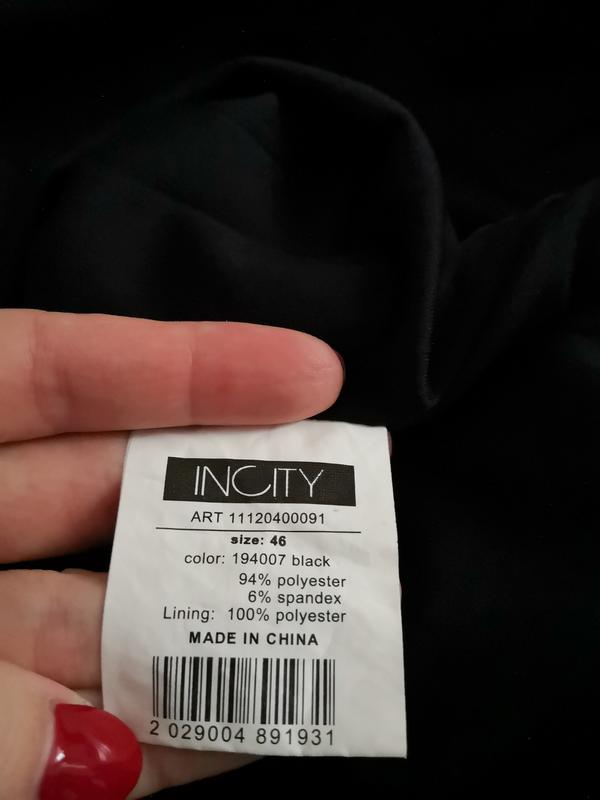 INCITY
ART 11120400091
size: 46
color: 194007 black
94% polyester
6% spandex
Lining: 100% polyester
MADE IN CHINA
2 029004 891931